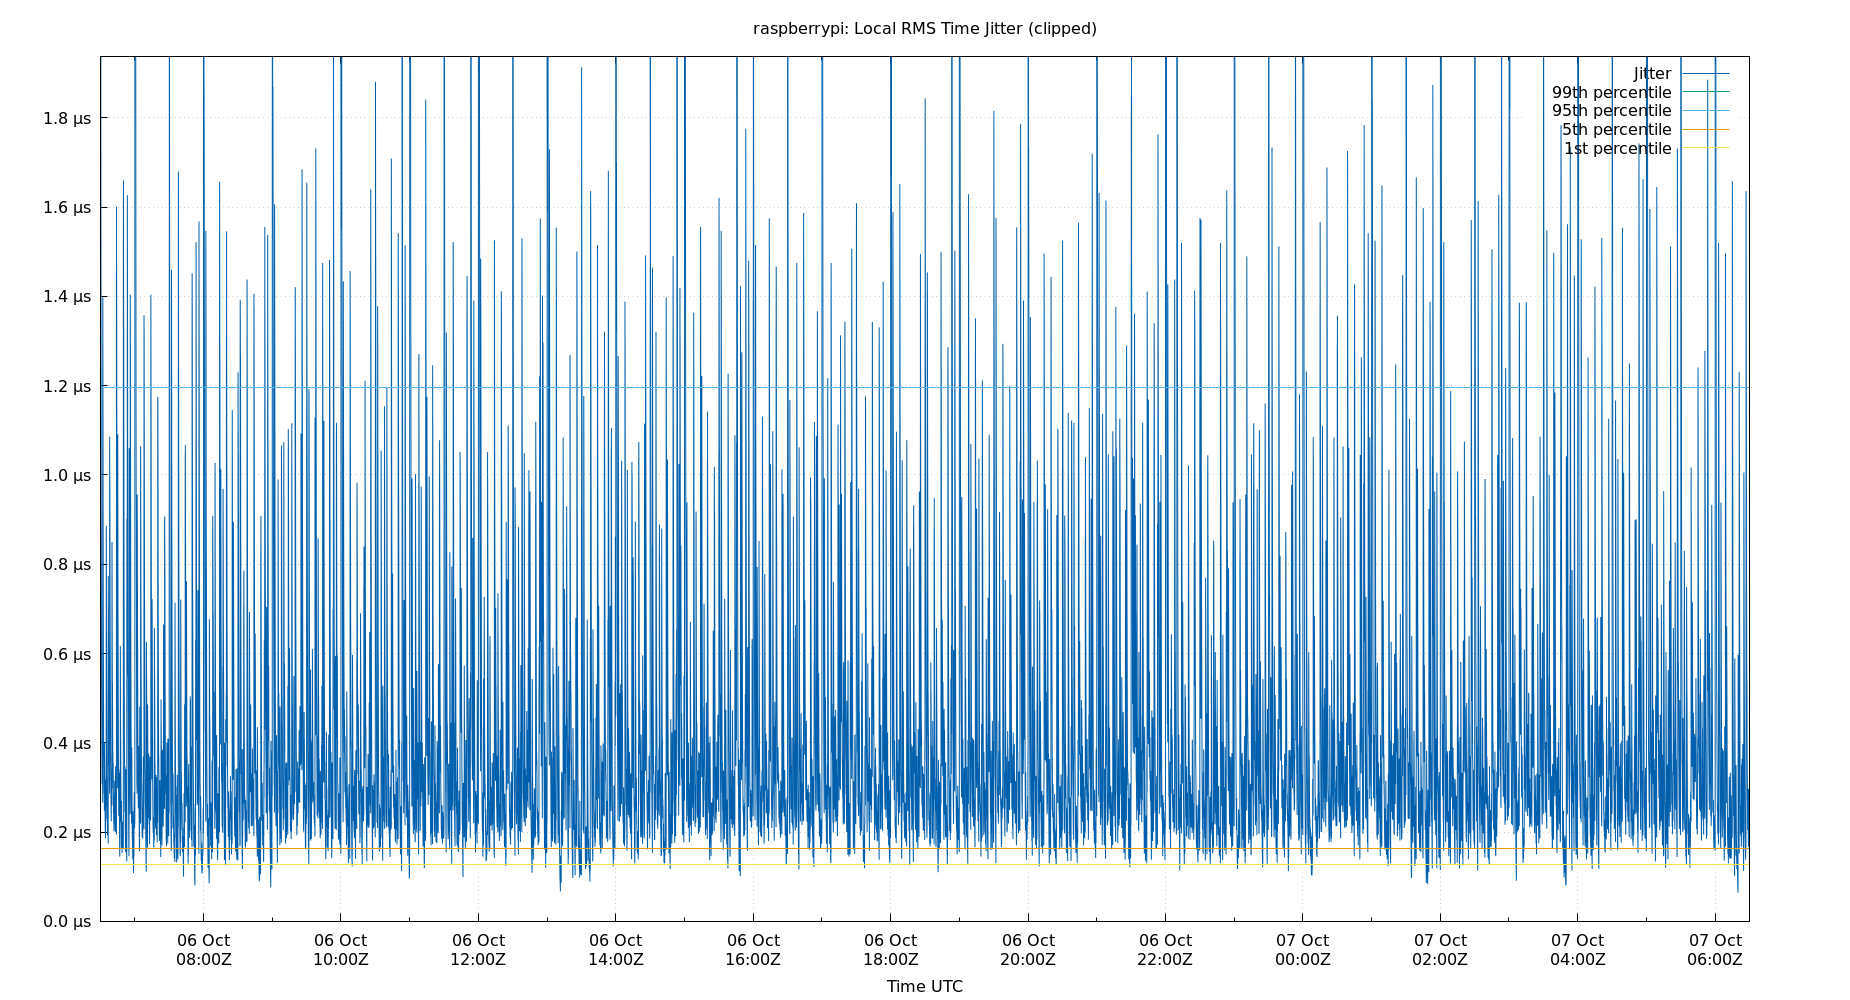 raspberrypi: Local RMS Time Jitter (clipped)
Jitter
99th percentile
95th percentile
5th percentile
1st percentile
1.8 µs
1.6 µs
1.4 µs
1.2 µs
1.0 µs
0.8 µs
0.6 µs
0.4 µs
0.2 µs
0.0 µs
06 Oct 06 Oct 06 Oct 06 Oct 06 Oct 06 Oct 06 Oct 06 Oct 07 Oct 07 Oct 07 Oct 07 Oct
08:00Z 10:00Z 12:00Z 14:00Z 16:00Z 18:00Z 20:00Z 22:00Z 00:00Z 02:00Z 04:00Z 06:00Z
Time UTC